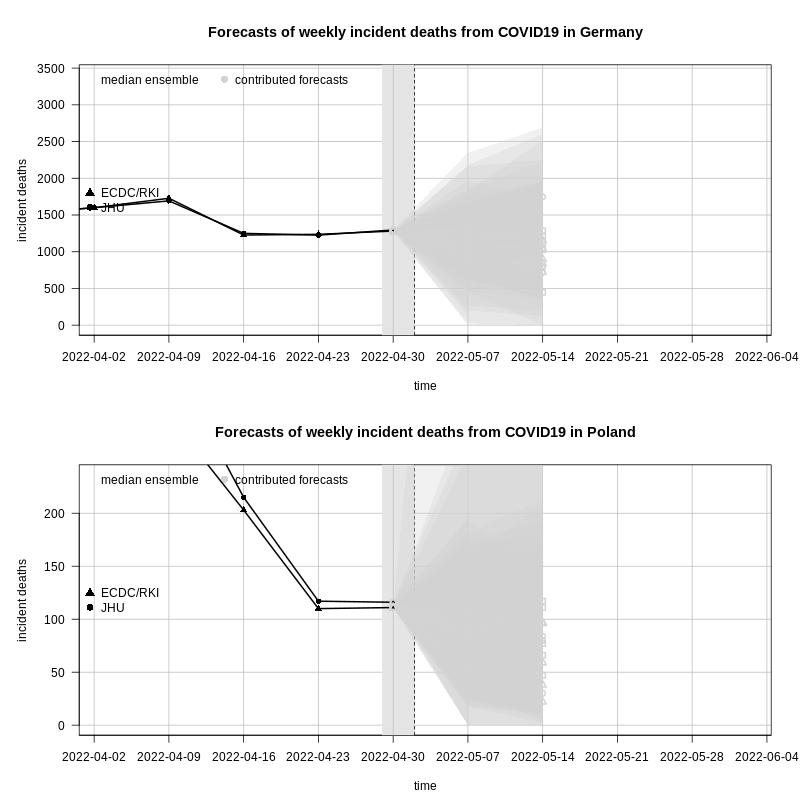 Forecasts of weekly incident deaths from COVID19 in Germany
median ensemble contributed forecasts
3500
3000
2500
2000
1500
1000
500
0
incident deaths
ECDC/RKI
JHU
2022-04-02 2022-04-09 2022-04-16 2022-04-23 2022-04-30 2022-05-07 2022-05-14 2022-05-21 2022-05-28 2022-06-04
time
Forecasts of weekly incident deaths from COVID19 in Poland
median ensemble contributed forecasts
200
150
100
50
0
incident deaths
ECDC/RKI
JHU
2022-04-02 2022-04-09 2022-04-16 2022-04-23 2022-04-30 2022-05-07 2022-05-14 2022-05-21 2022-05-28 2022-06-04
time